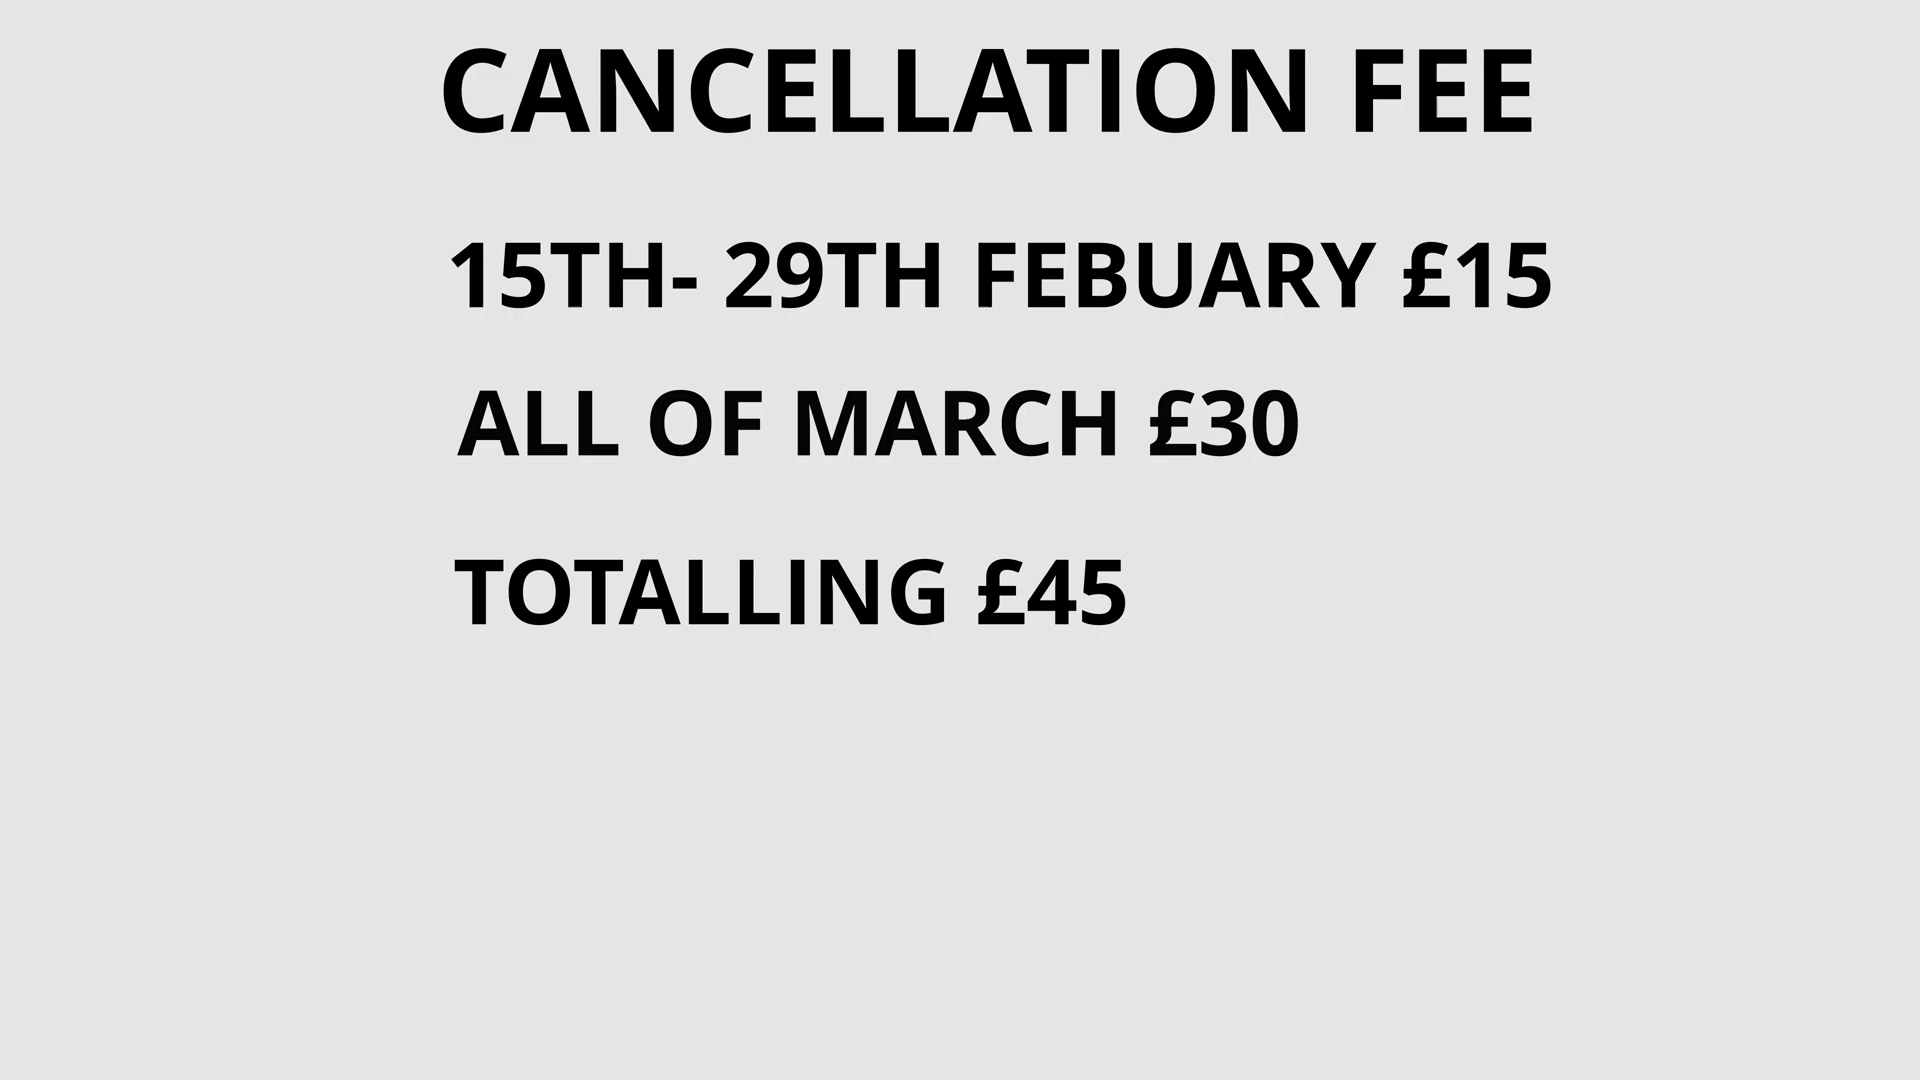 CANCELLATION FEE
15TH- 29TH FEBUARY £15
ALL OF MARCH £30
TOTALLING £45